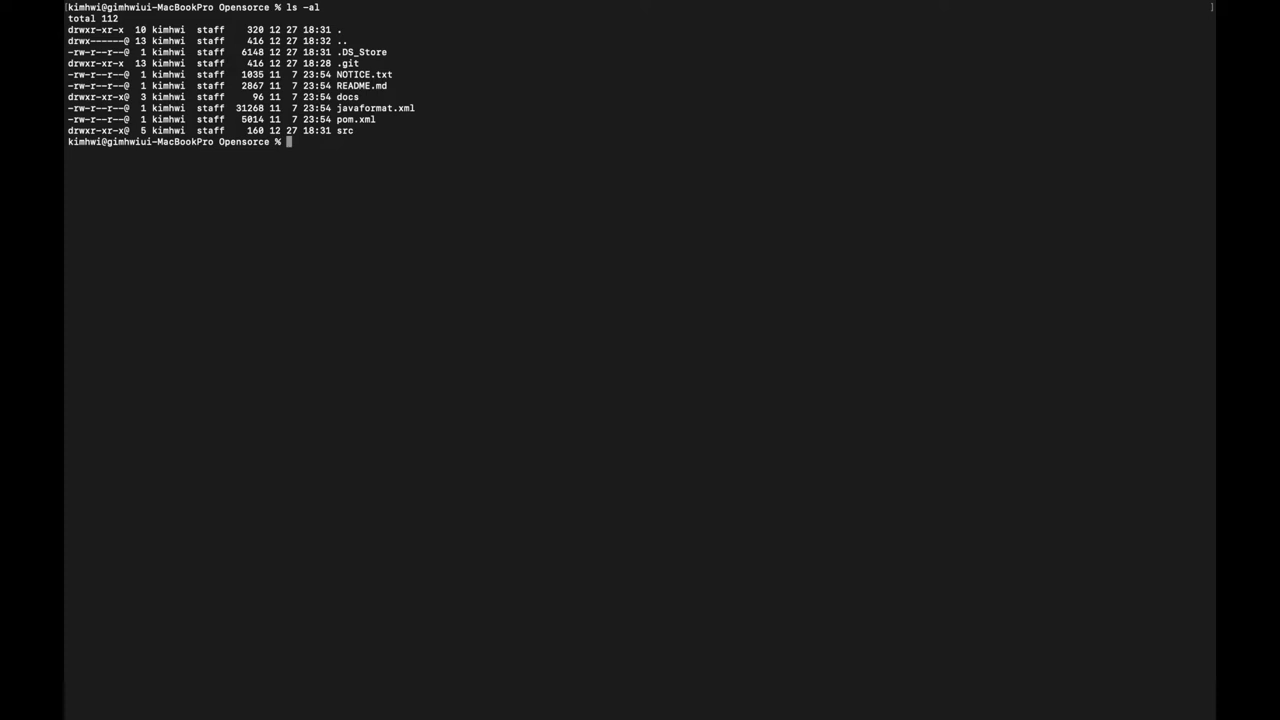 [kimhwi@gimhwiui-MacBookPro Opensorce % ls -al ]
total 112
drwxr-xr-x  10 kimhwi  staff    320 12 27 18:31 .
drwx------@ 13 kimhwi  staff    416 12 27 18:32 ..
-rw-r--r--@  1 kimhwi  staff   6148 12 27 18:31 .DS_Store
drwxr-xr-x  13 kimhwi  staff    416 12 27 18:28 .git
-rw-r--r--@  1 kimhwi  staff   1035 11  7 23:54 NOTICE.txt
-rw-r--r--@  1 kimhwi  staff   2867 11  7 23:54 README.md
drwxr-xr-x@  3 kimhwi  staff     96 11  7 23:54 docs
-rw-r--r--@  1 kimhwi  staff  31268 11  7 23:54 javaformat.xml
-rw-r--r--@  1 kimhwi  staff   5014 11  7 23:54 pom.xml
drwxr-xr-x@  5 kimhwi  staff    160 12 27 18:31 src
kimhwi@gimhwiui-MacBookPro Opensorce %